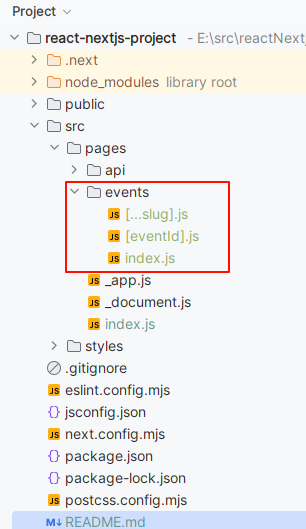 Project
react-nextjs-project - E:\src\reactNextj
.next
node_modules library root
public
src
pages
api
events
[...slug].js
[eventId].js
index.js
_app.js
_document.js
index.js
styles
.gitignore
eslint.config.mjs
jsconfig.json
next.config.mjs
package.json
package-lock.json
postcss.config.mjs
README.md